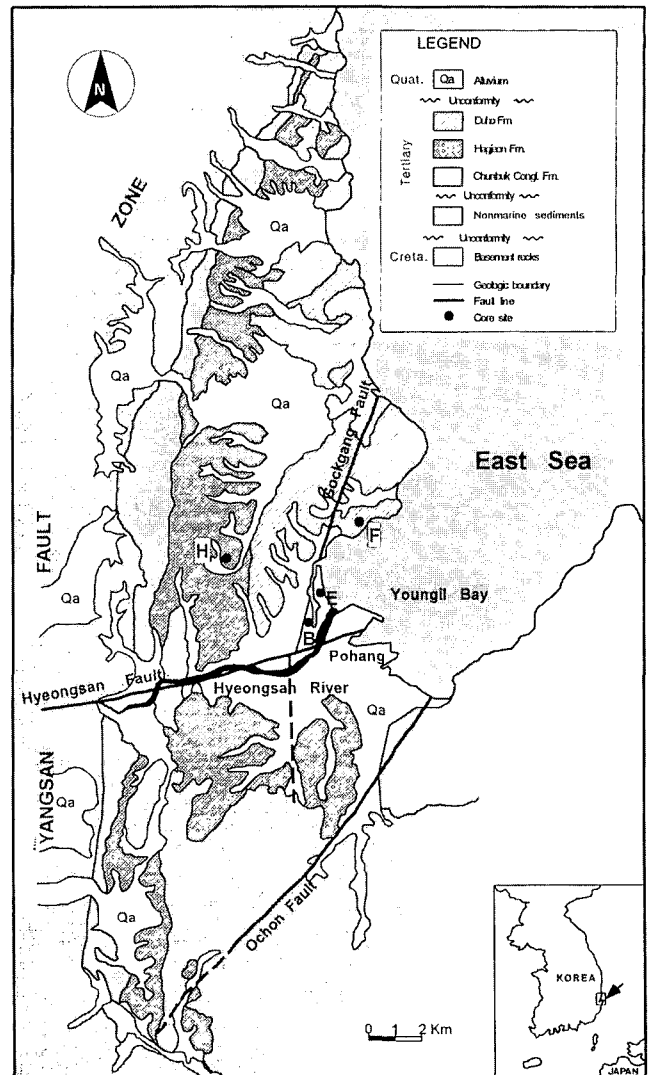 LEGEND
Quat.
Qa
Alluvium
Unconformity
Tertiary
Duho Fm.
Hagjeon Fm.
Chunbuk Congl. Fm.
Unconformity
Nonmarine sediments
Unconformity
Creta.
Basement rocks
Geologic boundary
Fault line
Core site
N
ZONE
FAULT
YANGSAN
Qa
Qa
Qa
Gockgang Fault
East Sea
F
H
E
B
Youngil Bay
Qa
Pohang
Hyeongsan Fault
Hyeongsan River
Qa
Qa
Qa
Ochon Fault
0 1 2 Km
KOREA
JAPAN